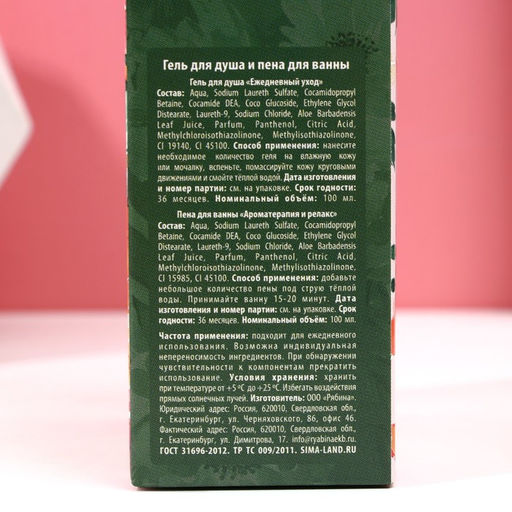 Гель для душа и пена для ванны
Гель для душа «Ежедневный уход»
Состав: Aqua, Sodium Laureth Sulfate, Cocamidopropyl
Betaine, Cocamide DEA, Coco Glucoside, Ethylene Glycol
Distearate, Laureth-9, Sodium Chloride, Aloe Barbadensis
Leaf Juice, Parfum, Panthenol, Citric Acid,
Methylchloroisothiazolinone, Methylisothiazolinone,
CI 19140, CI 45100. Способ применения: нанесите
необходимое количество геля на влажную кожу
или мочалку, вспеньте, помассируйте кожу круговыми
движениями и смойте тёплой водой. Дата изготовления
и номер партии: см. на упаковке. Срок годности:
36 месяцев. Номинальный объём: 100 мл.
Пена для ванны «Ароматерапия и релакс»
Состав: Aqua, Sodium Laureth Sulfate, Cocamidopropyl
Betaine, Cocamide DEA, Coco Glucoside, Ethylene Glycol
Distearate, Laureth-9, Sodium Chloride, Aloe Barbadensis
Leaf Juice, Parfum, Panthenol, Citric Acid,
Methylchloroisothiazolinone, Methylisothiazolinone,
CI 15985, CI 45100. Способ применения: добавьте
небольшое количество пены под струю тёплой
воды. Принимайте ванну 15-20 минут. Дата
изготовления и номер партии: см. на упаковке. Срок
годности: 36 месяцев. Номинальный объём: 100 мл.
Частота применения: подходит для ежедневного
использования. Возможна индивидуальная
непереносимость ингредиентов. При обнаружении
чувствительности к компонентам прекратить
использование. Условия хранения: хранить
при температуре от +5 °C до +25 °C. Избегать воздействия
прямых солнечных лучей. Изготовитель: ООО «Рябина».
Юридический адрес: Россия, 620010, Свердловская обл.,
г. Екатеринбург, ул. Черняховского, 86, офис 46.
Фактический адрес: Россия, 620010, Свердловская обл.,
г. Екатеринбург, ул. Димитрова, 17. info@ryabinaekb.ru
ГОСТ 31696-2012. ТР ТС 009/2011. SIMA-LAND.RU